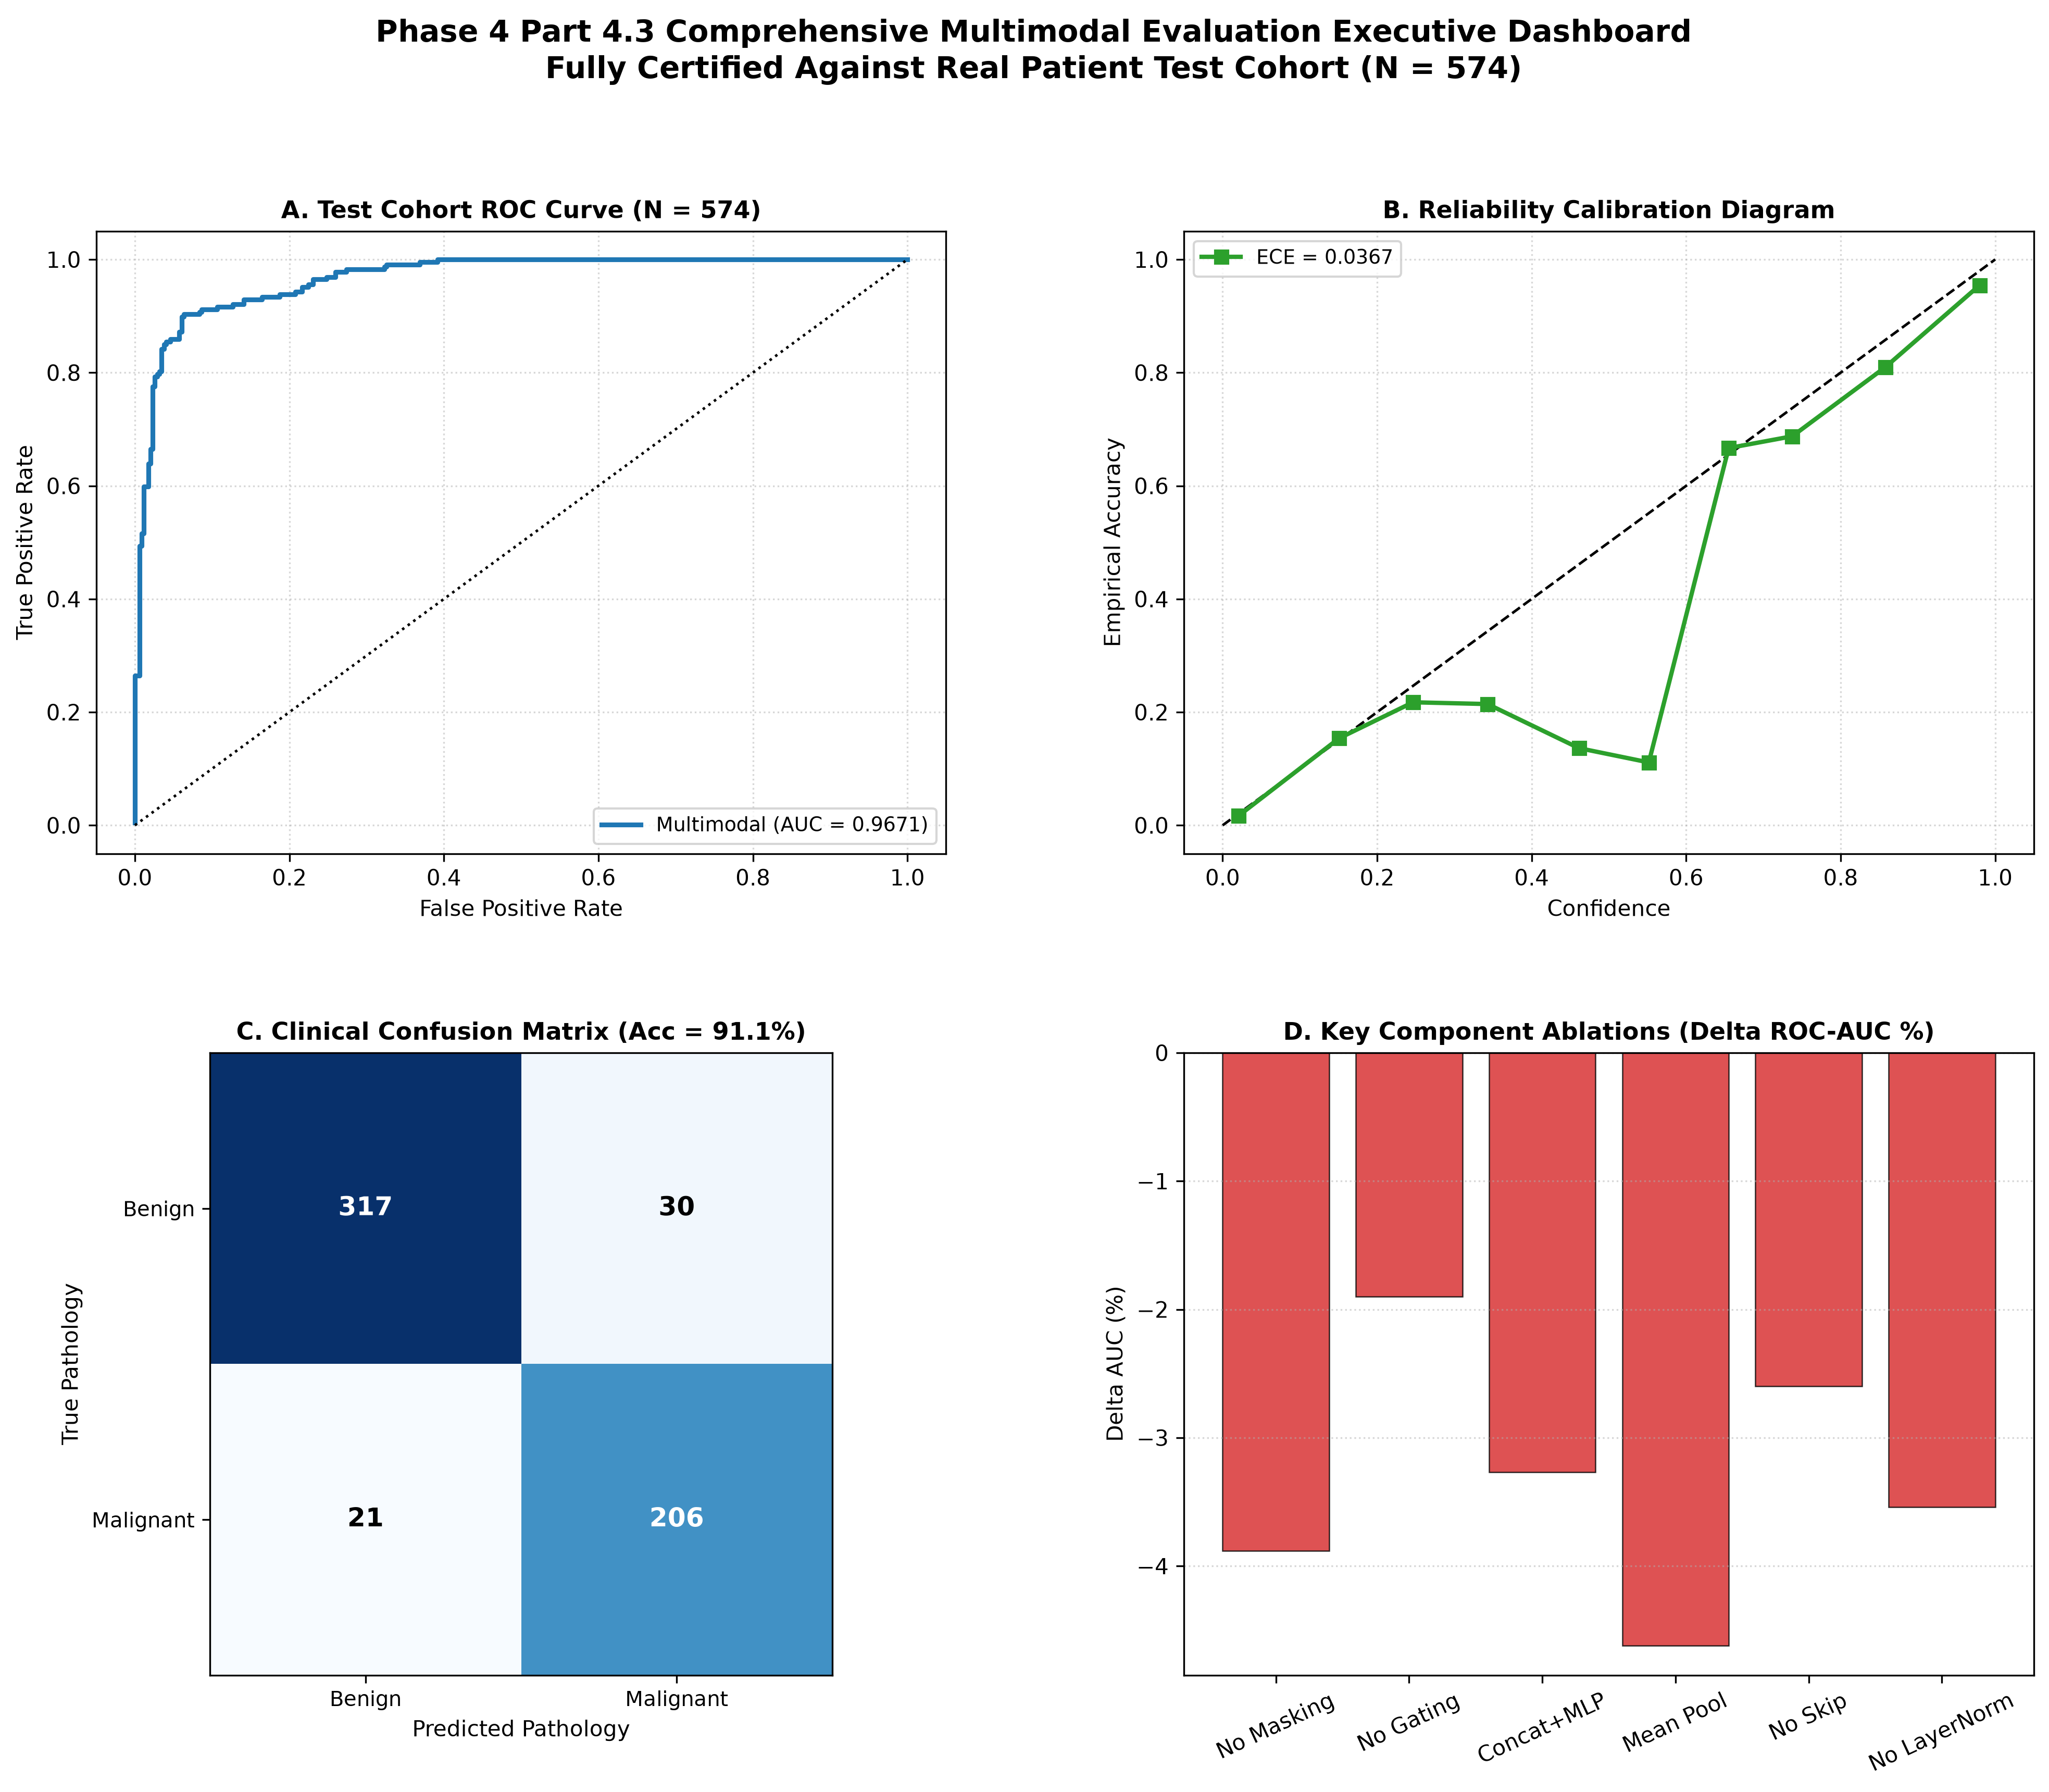 Phase 4 Part 4.3 Comprehensive Multimodal Evaluation Executive Dashboard
Fully Certified Against Real Patient Test Cohort (N = 574)
A. Test Cohort ROC Curve (N = 574)
True Positive Rate
1.0
0.8
0.6
0.4
0.2
0.0
Multimodal (AUC = 0.9671)
0.0 0.2 0.4 0.6 0.8 1.0
False Positive Rate
B. Reliability Calibration Diagram
ECE = 0.0367
Empirical Accuracy
1.0
0.8
0.6
0.4
0.2
0.0
0.0 0.2 0.4 0.6 0.8 1.0
Confidence
C. Clinical Confusion Matrix (Acc = 91.1%)
True Pathology
Benign
317 30
Malignant
21 206
Benign Malignant
Predicted Pathology
D. Key Component Ablations (Delta ROC-AUC %)
Delta AUC (%)
0
−1
−2
−3
−4
No Masking
No Gating
Concat+MLP
Mean Pool
No Skip
No LayerNorm